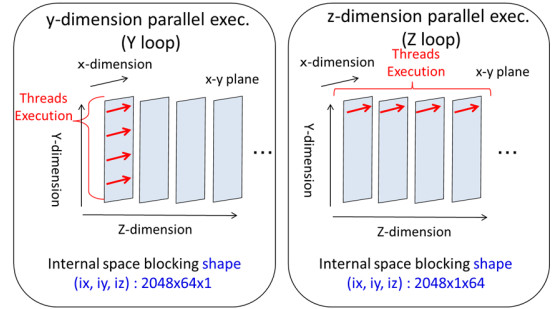 y-dimension parallel exec.
(Y loop)
x-dimension
x-y plane
Threads
Execution
Y-dimension
...
Z-dimension
Internal space blocking shape
(ix, iy, iz) : 2048x64x1
z-dimension parallel exec.
(Z loop)
Threads
Execution
x-dimension
x-y plane
Y-dimension
...
Z-dimension
Internal space blocking shape
(ix, iy, iz) : 2048x1x64